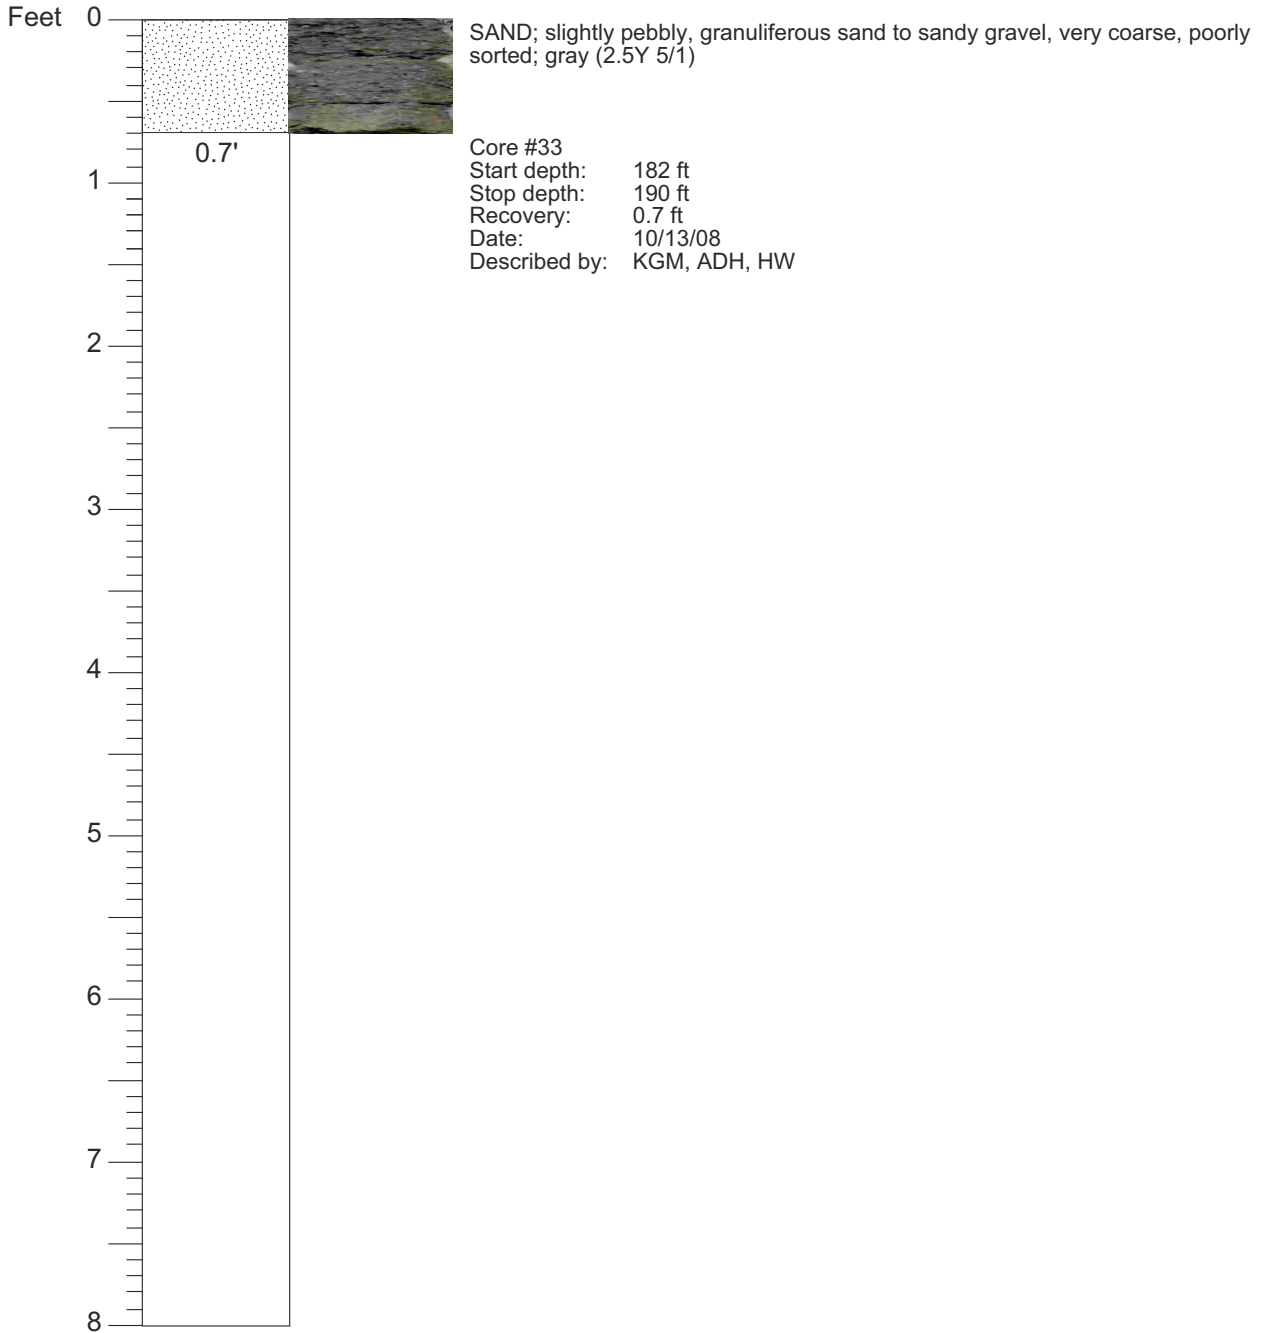 Feet 0
SAND; slightly pebbly, granuliferous sand to sandy gravel, very coarse, poorly
sorted; gray (2.5Y 5/1)
0.7'
Core #33
Start depth: 182 ft
Stop depth: 190 ft
Recovery: 0.7 ft
Date: 10/13/08
Described by: KGM, ADH, HW
1
2
3
4
5
6
7
8